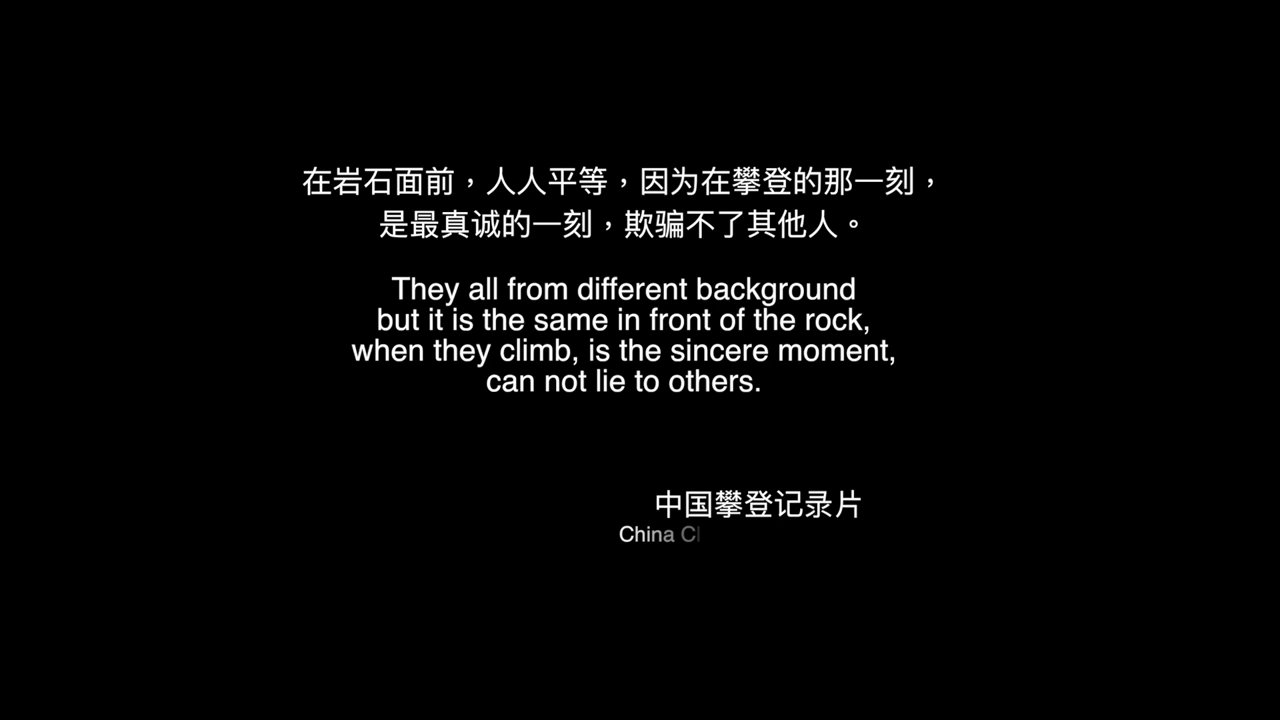 在岩石面前，人人平等，因为在攀登的那一刻，
是最真诚的一刻，欺骗不了其他人。
They all from different background
but it is the same in front of the rock,
when they climb, is the sincere moment,
can not lie to others.
中国攀登记录片
China Cl